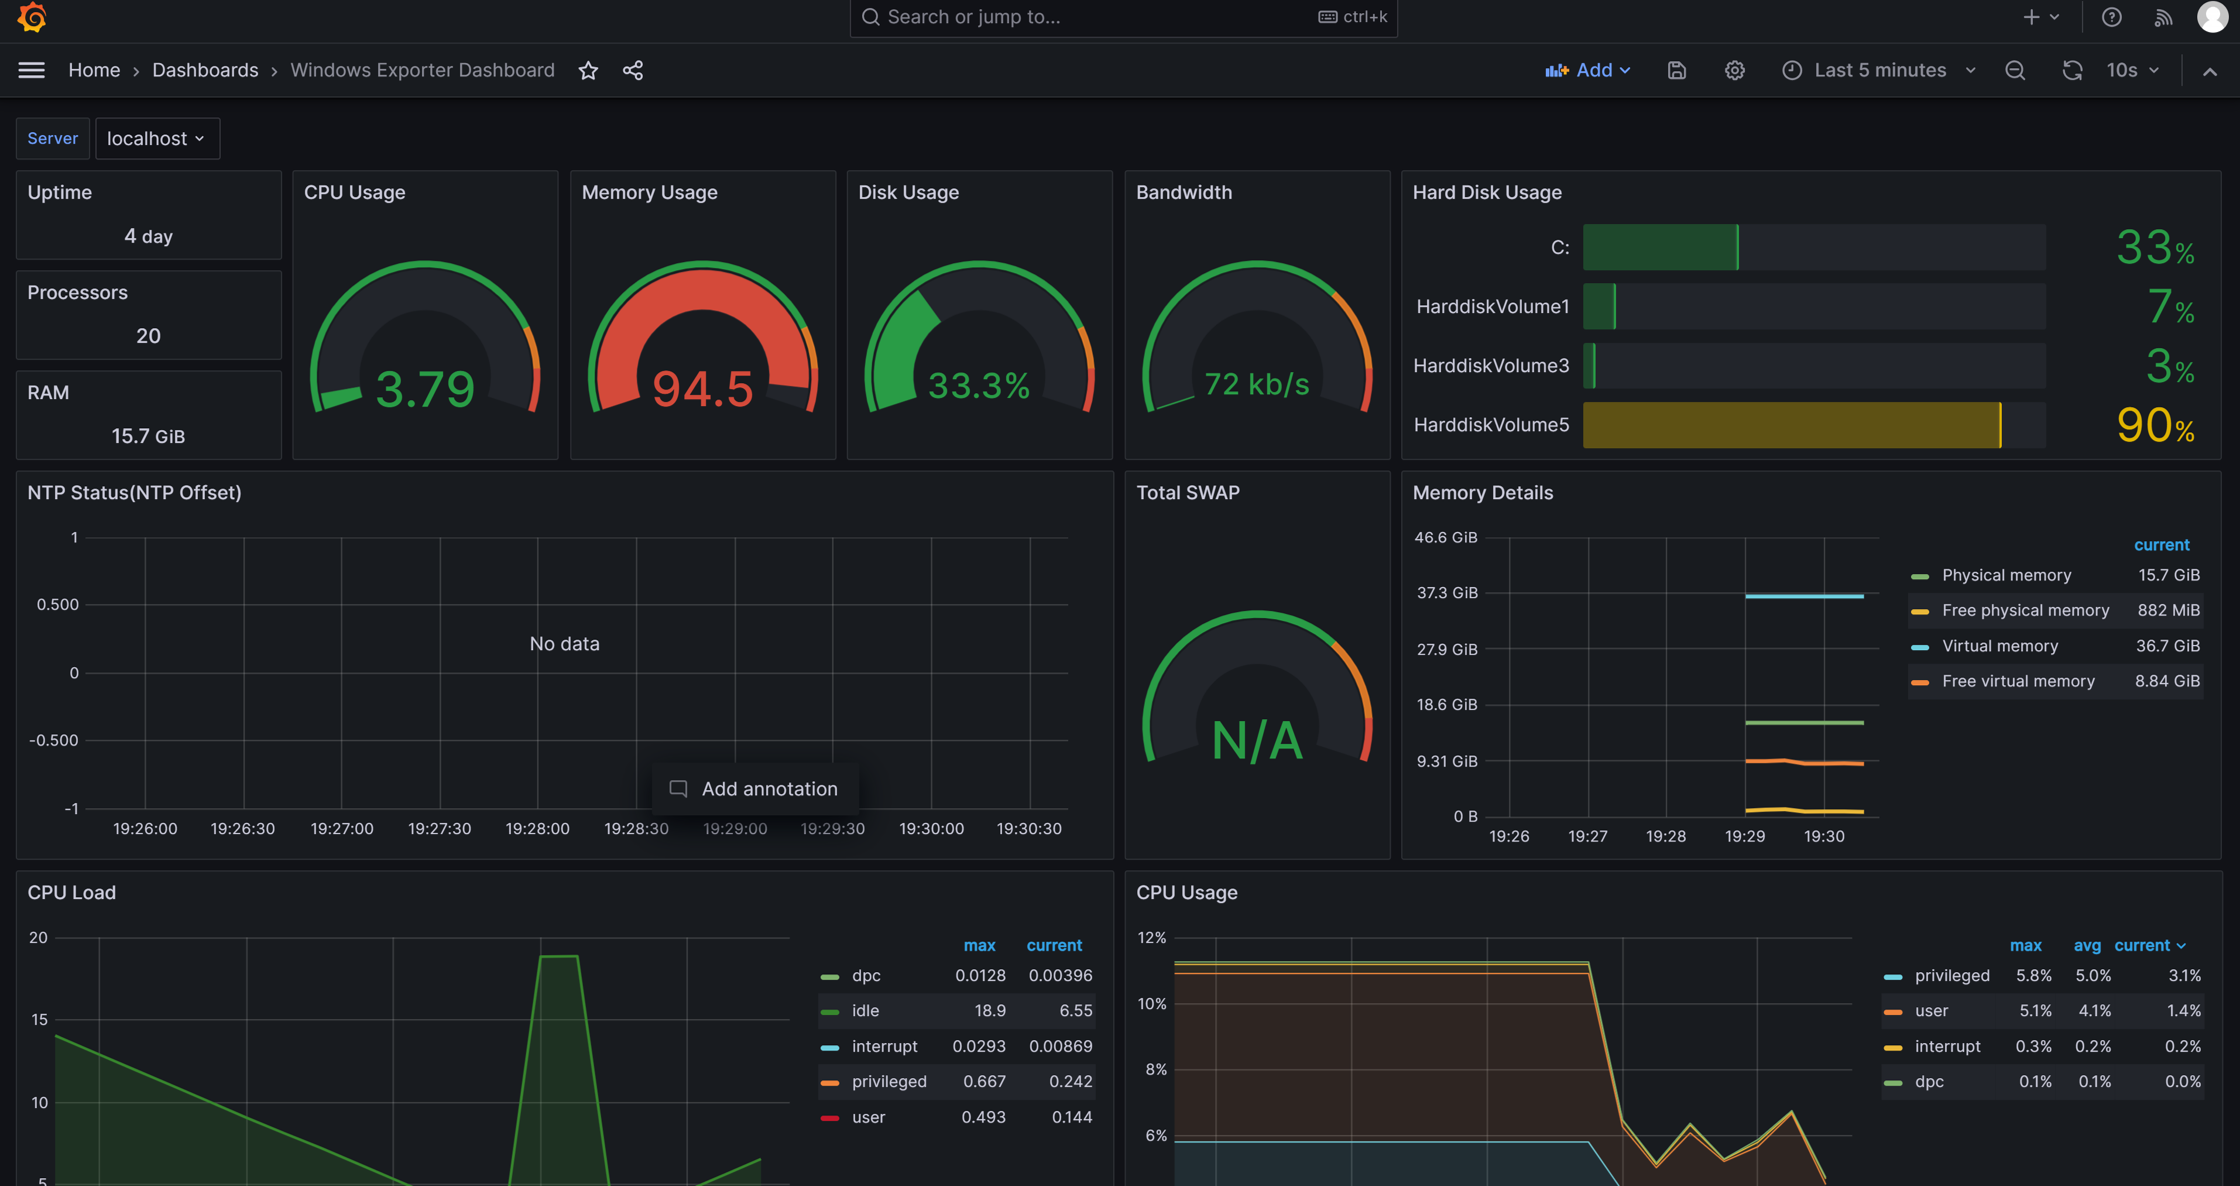 Search or jump to... ctrl+k
Home › Dashboards › Windows Exporter Dashboard
Add Last 5 minutes 10s
Server localhost
Uptime
4 day
Processors
20
RAM
15.7 GiB
CPU Usage
3.79
Memory Usage
94.5
Disk Usage
33.3%
Bandwidth
72 kb/s
Hard Disk Usage
C: 33%
HarddiskVolume1 7%
HarddiskVolume3 3%
HarddiskVolume5 90%
NTP Status(NTP Offset)
1
0.500
0
-0.500
-1
No data
Add annotation
19:26:00 19:26:30 19:27:00 19:27:30 19:28:00 19:28:30 19:29:00 19:29:30 19:30:00 19:30:30
Total SWAP
N/A
Memory Details
46.6 GiB
37.3 GiB
27.9 GiB
18.6 GiB
9.31 GiB
0 B
19:26 19:27 19:28 19:29 19:30
current
Physical memory 15.7 GiB
Free physical memory 882 MiB
Virtual memory 36.7 GiB
Free virtual memory 8.84 GiB
CPU Load
20
15
10
5
max current
dpc 0.0128 0.00396
idle 18.9 6.55
interrupt 0.0293 0.00869
privileged 0.667 0.242
user 0.493 0.144
CPU Usage
12%
10%
8%
6%
max avg current
privileged 5.8% 5.0% 3.1%
user 5.1% 4.1% 1.4%
interrupt 0.3% 0.2% 0.2%
dpc 0.1% 0.1% 0.0%